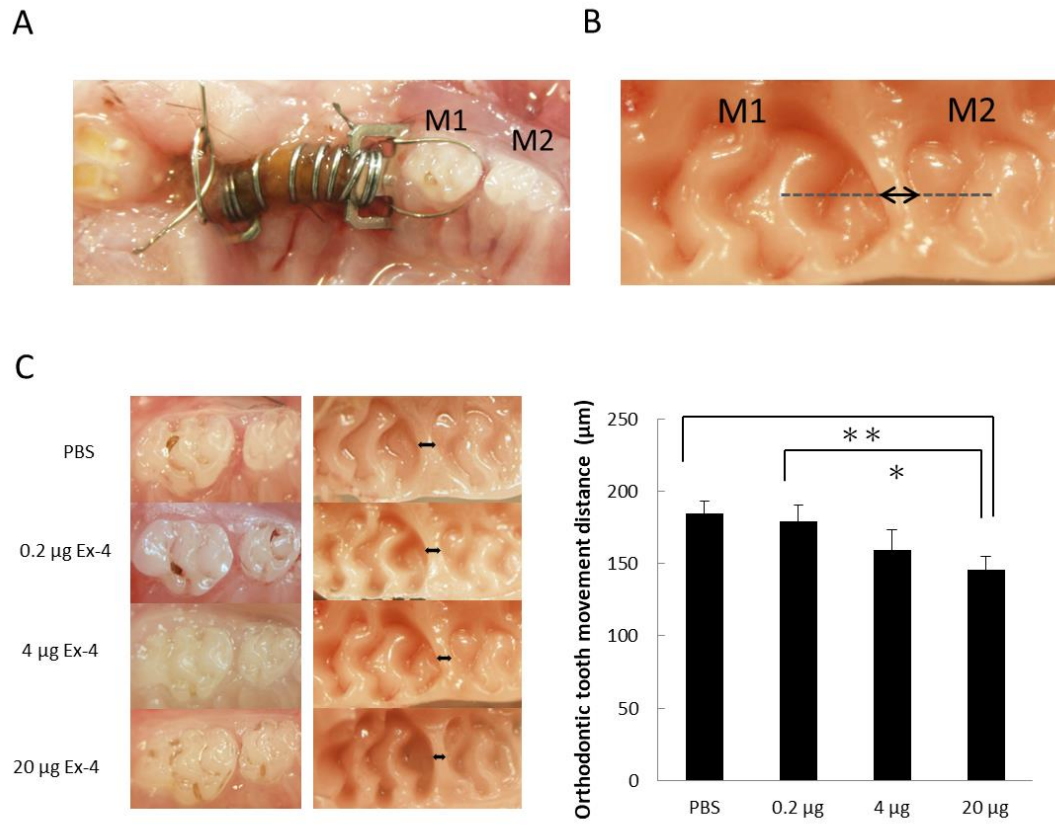 A
B
M1
M2
M1
M2
C
PBS
0.2 µg Ex-4
4 µg Ex-4
20 µg Ex-4
Orthodontic tooth movement distance (µm)
250
200
150
100
50
0
**
*
PBS
0.2 µg
4 µg
20 µg